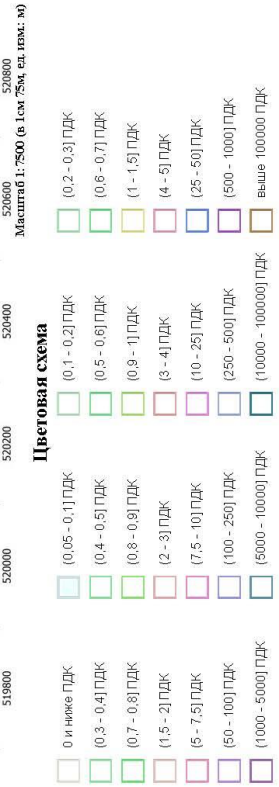 519800 520000 520200 520400 520600 520800
Масштаб 1: 7500 (в 1см 75м, ед. изм.: м)
Цветовая схема
0 и ниже ПДК (0,05 - 0,1] ПДК (0,1 - 0,2] ПДК (0,2 - 0,3] ПДК
(0,3 - 0,4] ПДК (0,4 - 0,5] ПДК (0,5 - 0,6] ПДК (0,6 - 0,7] ПДК
(0,7 - 0,8] ПДК (0,8 - 0,9] ПДК (0,9 - 1] ПДК (1 - 1,5] ПДК
(1,5 - 2] ПДК (2 - 3] ПДК (3 - 4] ПДК (4 - 5] ПДК
(5 - 7,5] ПДК (7,5 - 10] ПДК (10 - 25] ПДК (25 - 50] ПДК
(50 - 100] ПДК (100 - 250] ПДК (250 - 500] ПДК (500 - 1000] ПДК
(1000 - 5000] ПДК (5000 - 10000] ПДК (10000 - 100000] ПДК выше 100000 ПДК